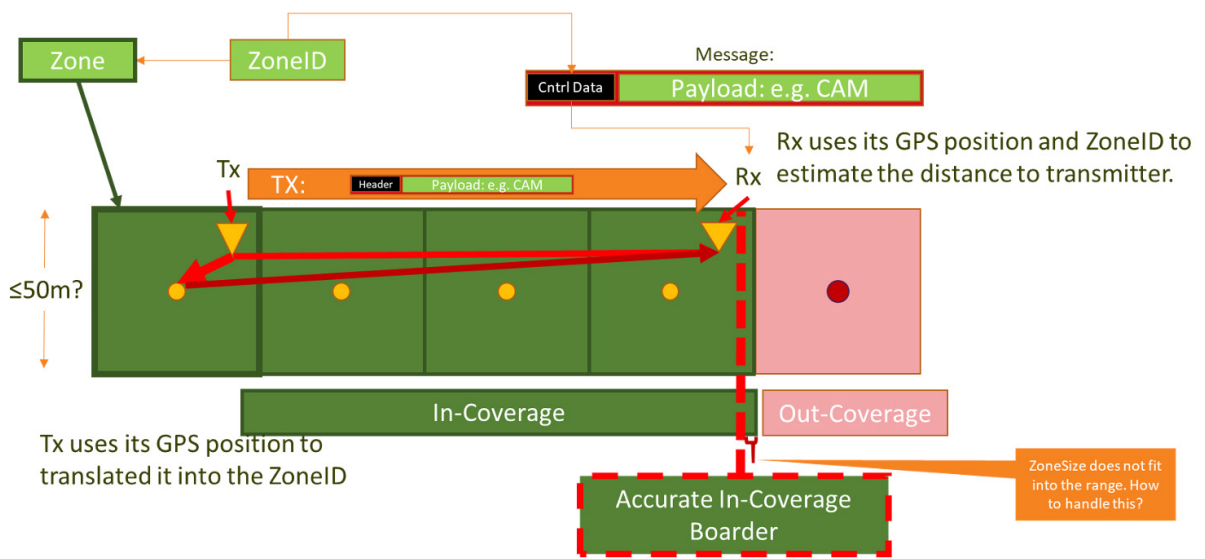 Zone
ZoneID
Message:
Cntrl Data
Payload: e.g. CAM
Rx uses its GPS position and ZoneID to
estimate the distance to transmitter.
Tx
TX:
Header
Payload: e.g. CAM
Rx
≤50m?
In-Coverage
Out-Coverage
Tx uses its GPS position to
translated it into the ZoneID
ZoneSize does not fit
into the range. How
to handle this?
Accurate In-Coverage
Boarder